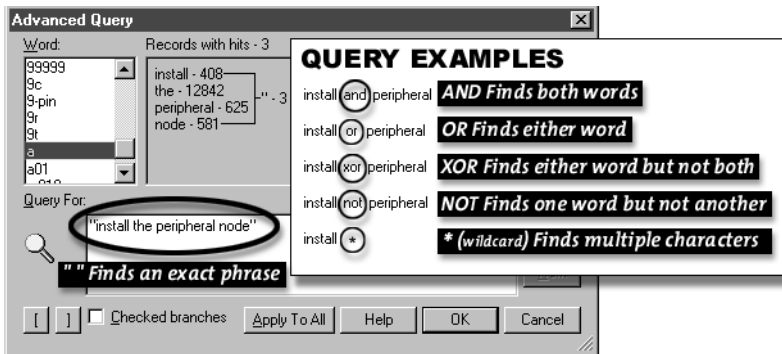 Advanced Query
Word:
99999
9c
9-pin
9r
9t
a
a01
Records with hits - 3
install - 408
the - 12842
peripheral - 625
node - 581
" - 3
Query For:
"install the peripheral node"
" " Finds an exact phrase
QUERY EXAMPLES
install and peripheral AND Finds both words
install or peripheral OR Finds either word
install xor peripheral XOR Finds either word but not both
install not peripheral NOT Finds one word but not another
install * * (wildcard) Finds multiple characters
[ ] Checked branches Apply To All Help OK Cancel